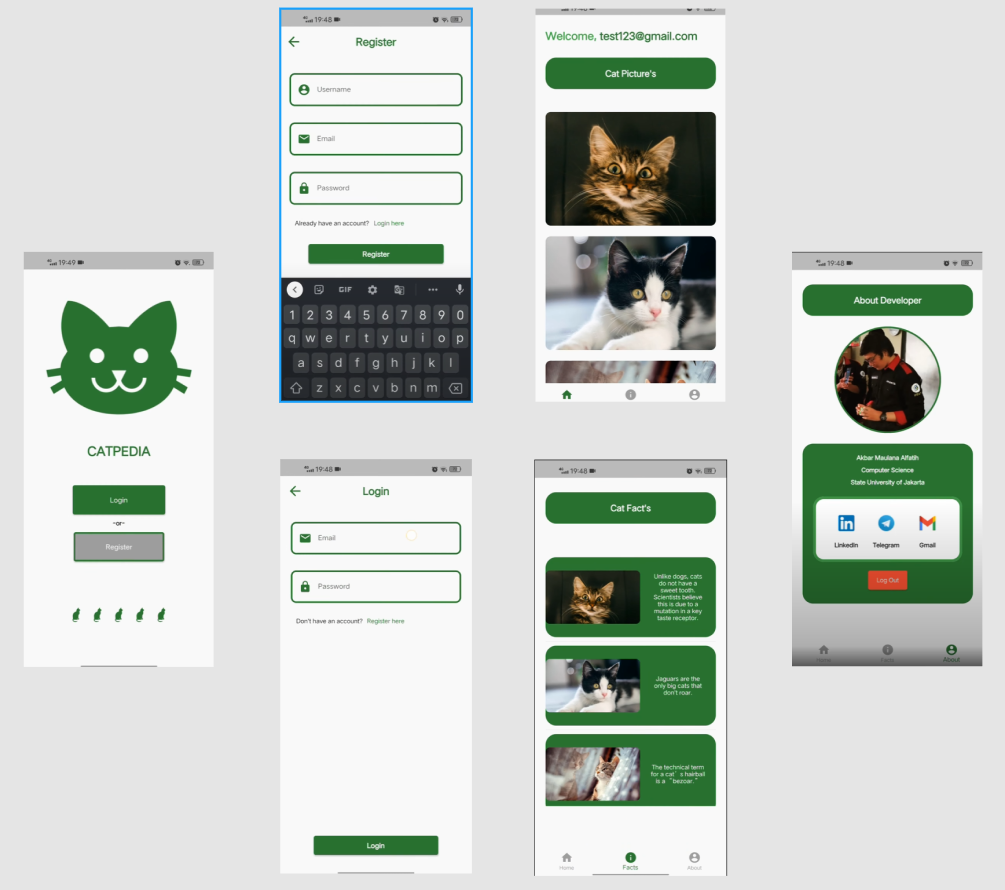 19:49
CATPEDIA
Login
-or-
Register
19:48
Register
Username
Email
Password
Already have an account? Login here
Register
GIF
1 2 3 4 5 6 7 8 9 0
q w e r t y u i o p
a s d f g h j k l
z x c v b n m
19:48
Login
Email
Password
Don't have an account? Register here
Login
Welcome, test123@gmail.com
Cat Picture's
19:48
Cat Fact's
Unlike dogs, cats
do not have a
sweet tooth.
Scientists believe
this is due to a
mutation in a key
taste receptor.
Jaguars are the
only big cats that
don't roar.
The technical term
for a cat’s hairball
is a “bezoar.”
Home Facts About
19:48
About Developer
Akbar Maulana Alfatih
Computer Science
State University of Jakarta
LinkedIn Telegram Gmail
Log Out
Home Facts About